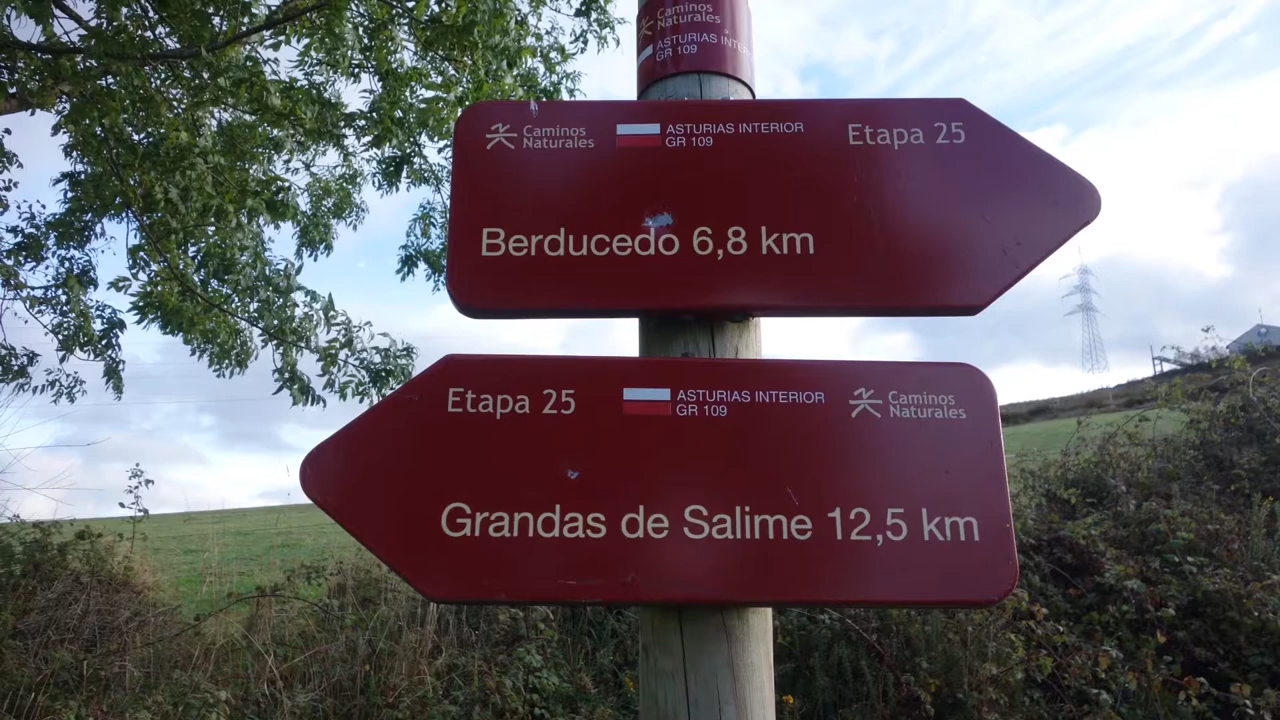 Caminos
Naturales
ASTURIAS INTERIOR
GR 109
Caminos
Naturales
ASTURIAS INTERIOR
GR 109
Etapa 25
Berducedo 6,8 km
Etapa 25
ASTURIAS INTERIOR
GR 109
Caminos
Naturales
Grandas de Salime 12,5 km